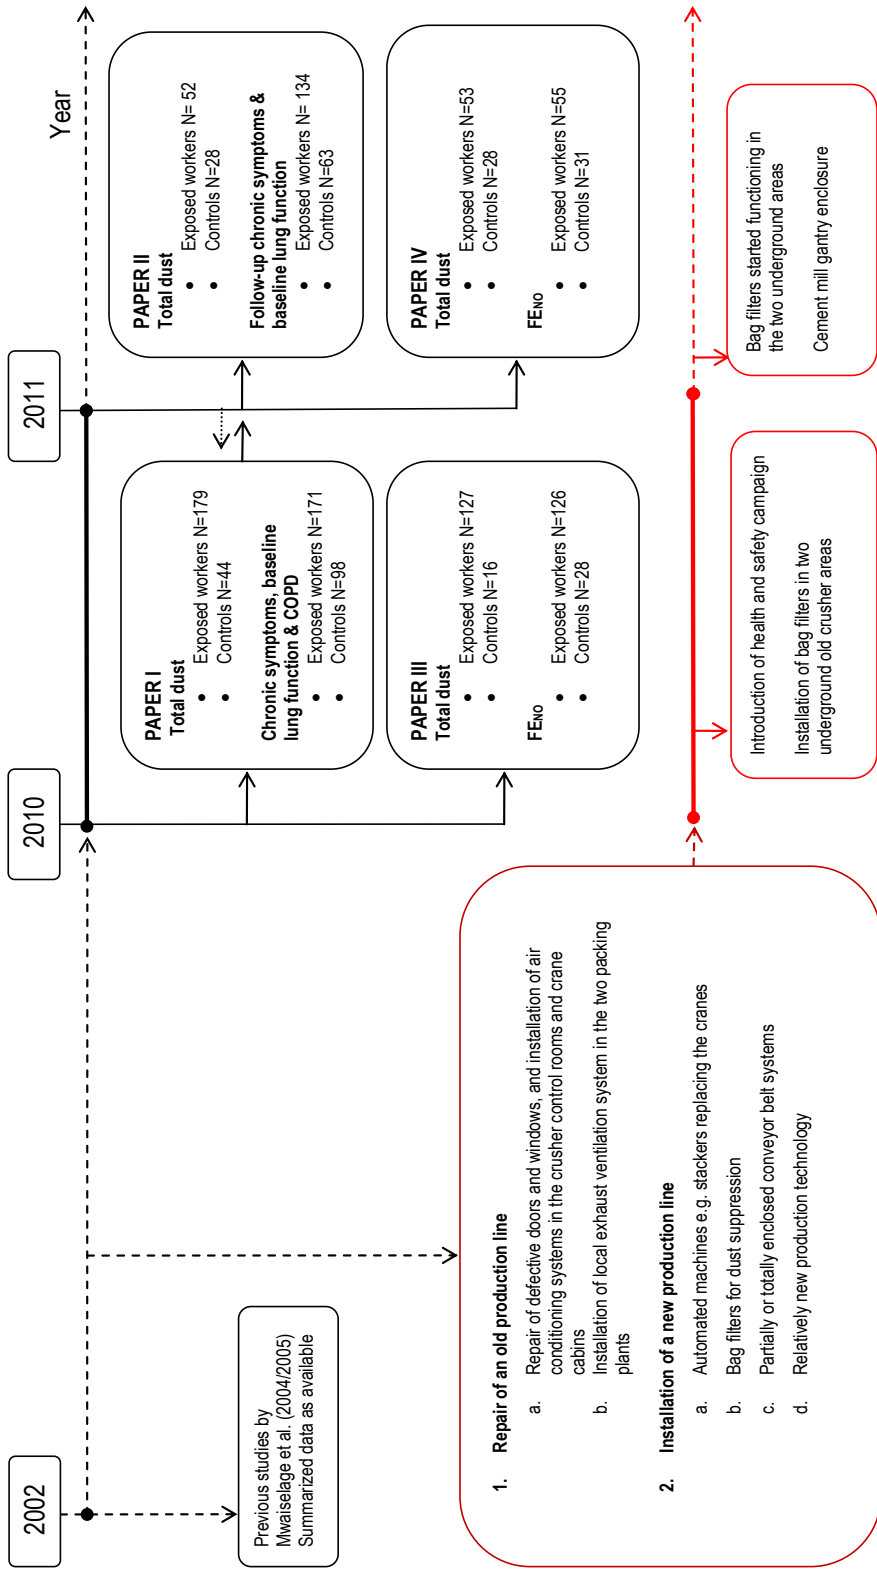 2002
2010
2011
Year
Previous studies by
Mwaiselage et al. (2004/2005)
Summarized data as available
PAPER I
Total dust
• Exposed workers N=179
• Controls N=44
Chronic symptoms, baseline
lung function & COPD
• Exposed workers N=171
• Controls N=98
PAPER II
Total dust
• Exposed workers N= 52
• Controls N=28
Follow-up chronic symptoms &
baseline lung function
• Exposed workers N= 134
• Controls N=63
PAPER III
Total dust
• Exposed workers N=127
• Controls N=16
FENO
• Exposed workers N=126
• Controls N=28
PAPER IV
Total dust
• Exposed workers N=53
• Controls N=28
FENO
• Exposed workers N=55
• Controls N=31
1. Repair of an old production line
a. Repair of defective doors and windows, and installation of air
conditioning systems in the crusher control rooms and crane
cabins
b. Installation of local exhaust ventilation system in the two packing
plants
2. Installation of a new production line
a. Automated machines e.g. stackers replacing the cranes
b. Bag filters for dust suppression
c. Partially or totally enclosed conveyor belt systems
d. Relatively new production technology
Introduction of health and safety campaign
Installation of bag filters in two
underground old crusher areas
Bag filters started functioning in
the two underground areas
Cement mill gantry enclosure